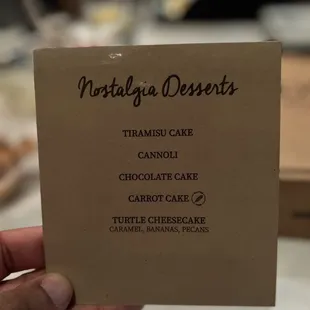 Nostalgia Desserts
TIRAMISU CAKE
CANNOLI
CHOCOLATE CAKE
CARROT CAKE
TURTLE CHEESECAKE
CARAMEL, BANANAS, PECANS